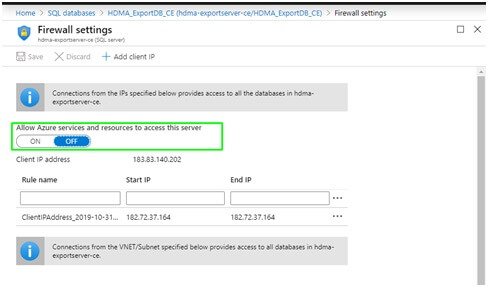 Home > SQL databases > HDMA_ExportDB_CE (hdma-exportserver-ce/HDMA_ExportDB_CE) > Firewall settings
Firewall settings
hdma-exportserver-ce (SQL server)
Save Discard + Add client IP
Connections from the IPs specified below provides access to all the databases in hdma-
exportserver-ce.
Allow Azure services and resources to access this server
ON OFF
Client IP address 183.83.140.202
Rule name Start IP End IP
ClientIPAddress_2019-10-31... 182.72.37.164 182.72.37.164
Connections from the VNET/Subnet specified below provides access to all databases in hdma-
exportserver-ce.